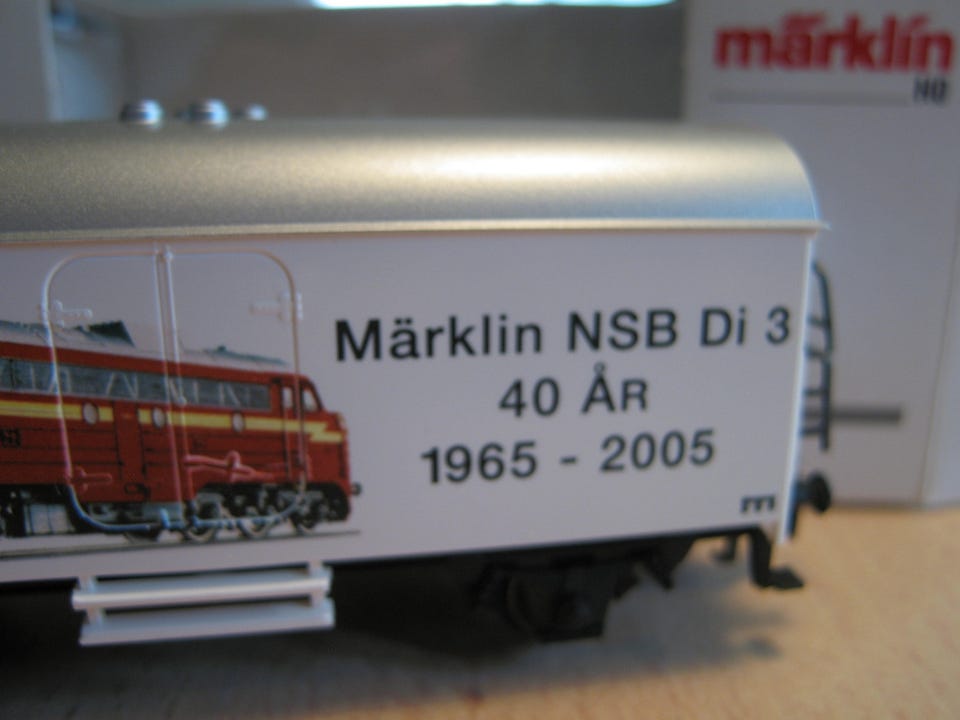 märklin
H0
Märklin NSB Di 3
40 ÅR
1965 - 2005
m